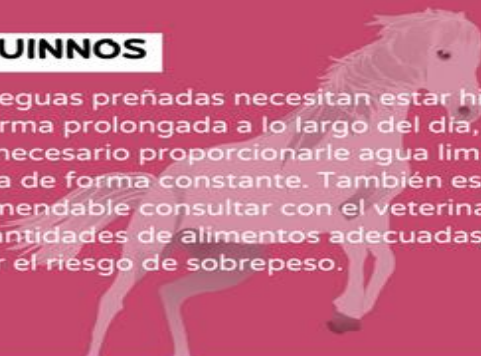 UINNOS
eguas preñadas necesitan estar hi
rma prolongada a lo largo del día,
necesario proporcionarle agua lim
a de forma constante. También es
mendable consultar con el veterina
antidades de alimentos adecuadas
r el riesgo de sobrepeso.